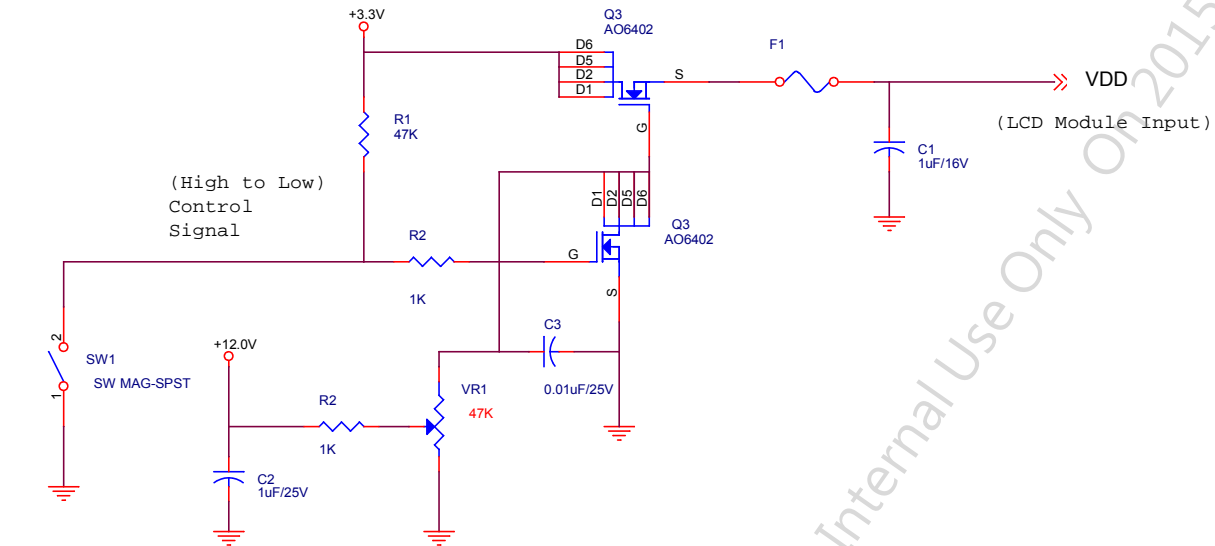 +3.3V
Q3
AO6402
D6
D5
D2
D1
S
G
F1
VDD
(LCD Module Input)
R1
47K
C1
1uF/16V
(High to Low)
Control
Signal
D1
D2
D5
D6
Q3
AO6402
R2
1K
G
S
SW1
SW MAG-SPST
2
1
+12.0V
C3
0.01uF/25V
VR1
47K
R2
1K
C2
1uF/25V
Internal Use Only On 2015